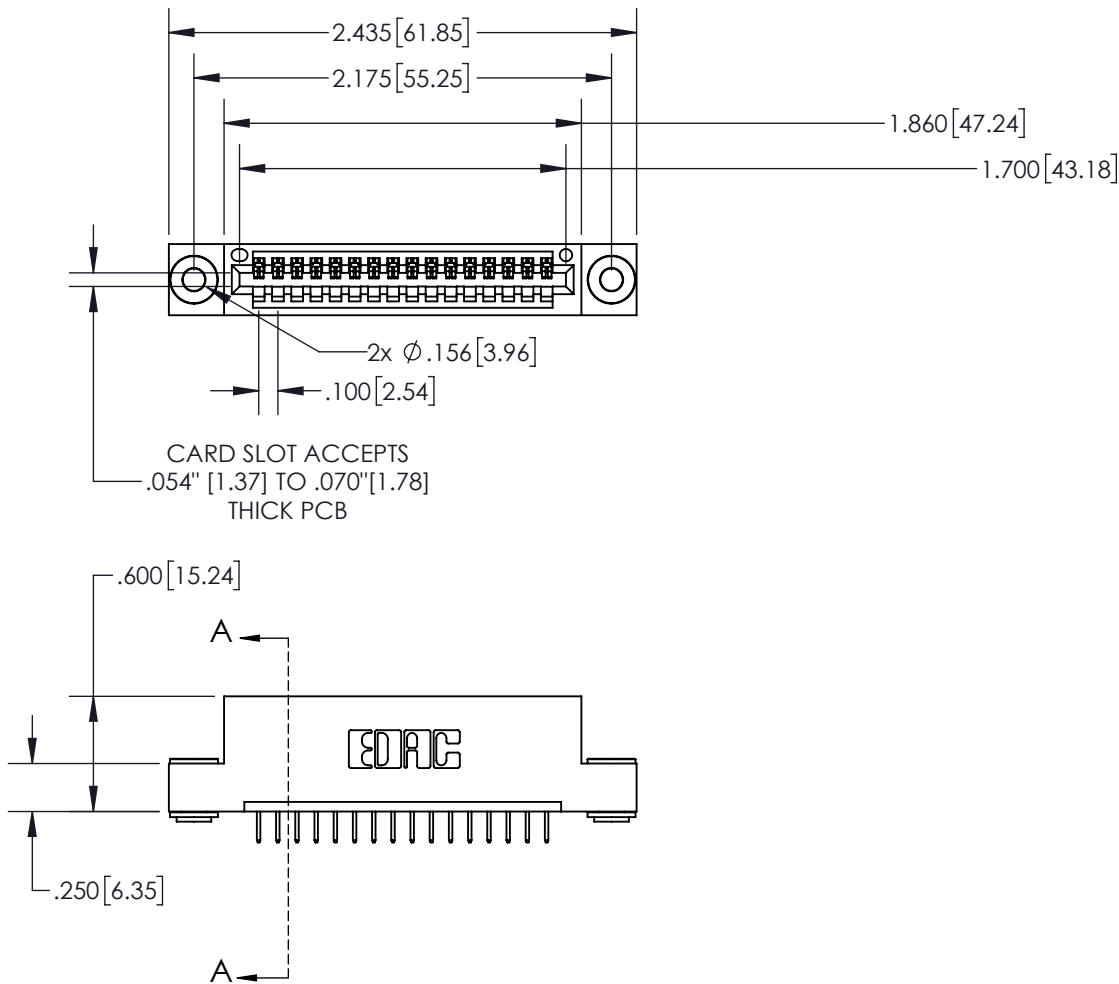 2.435[61.85]
2.175[55.25]
1.860[47.24]
1.700[43.18]
2x ∅.156[3.96]
.100[2.54]
CARD SLOT ACCEPTS
.054" [1.37] TO .070"[1.78]
THICK PCB
.600[15.24]
A
EDAC
.250[6.35]
A